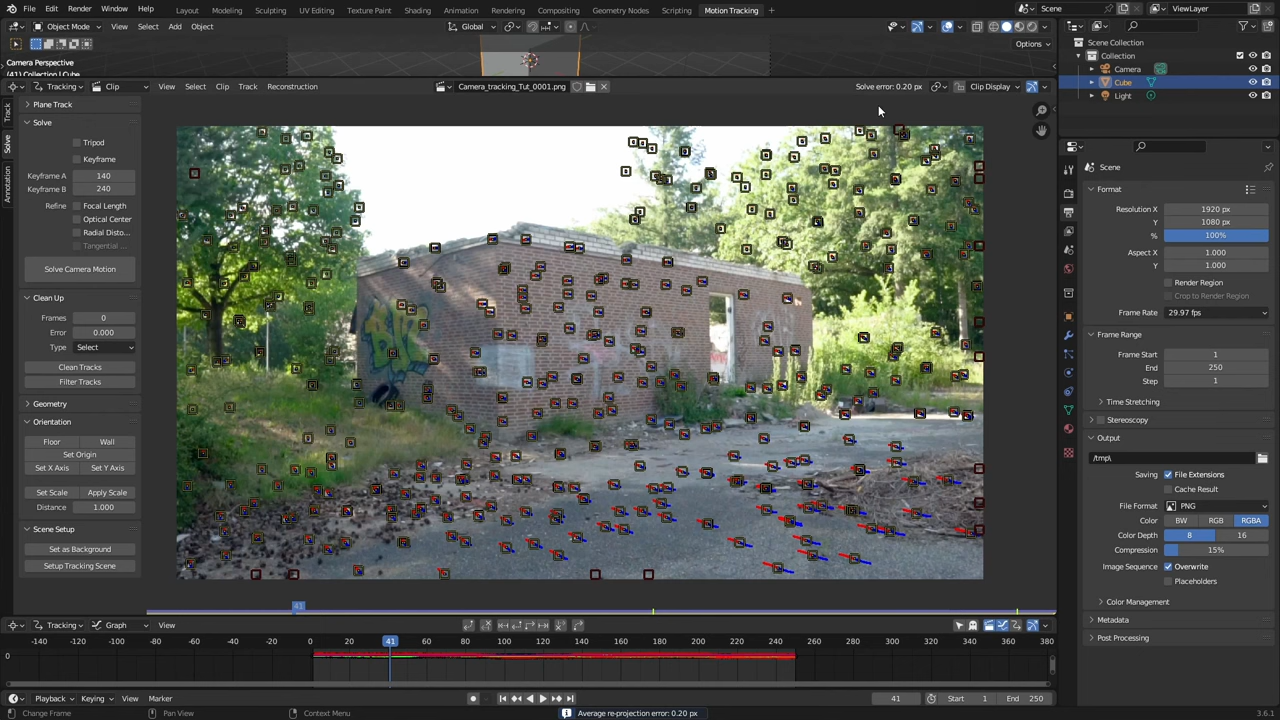 File Edit Render Window Help Layout Modeling Sculpting UV Editing Texture Paint Shading Animation Rendering Compositing Geometry Nodes Scripting Motion Tracking Scene ViewLayer
Object Mode View Select Add Object Global
Options
Camera Perspective
(41) Collection | Cube
Scene Collection
Collection
Camera
Cube
Light
Tracking Clip View Select Clip Track Reconstruction Camera_tracking_Tut_0001.png Solve error: 0.20 px Clip Display
Track
Solve
Annotation
Plane Track
Solve
Tripod
Keyframe
Keyframe A 140
Keyframe B 240
Refine Focal Length
Optical Center
Radial Disto...
Tangential ...
Solve Camera Motion
Clean Up
Frames 0
Error 0.000
Type Select
Clean Tracks
Filter Tracks
Geometry
Orientation
Floor Wall
Set Origin
Set X Axis Set Y Axis
Set Scale Apply Scale
Distance 1.000
Scene Setup
Set as Background
Setup Tracking Scene
41
Scene
Format
Resolution X 1920 px
Y 1080 px
% 100%
Aspect X 1.000
Y 1.000
Render Region
Crop to Render Region
Frame Rate 29.97 fps
Frame Range
Frame Start 1
End 250
Step 1
Time Stretching
Stereoscopy
Output
/tmp\
Saving File Extensions
Cache Result
File Format PNG
Color BW RGB RGBA
Color Depth 8 16
Compression 15%
Image Sequence Overwrite
Placeholders
Color Management
Metadata
Post Processing
Tracking Graph View
-140 -120 -100 -80 -60 -40 -20 0 20 41 60 80 100 120 140 160 180 200 220 240 260 280 300 320 340 360 380
0
Playback Keying View Marker 41 Start 1 End 250
Change Frame Pan View Context Menu Average re-projection error: 0.20 px 3.6.1